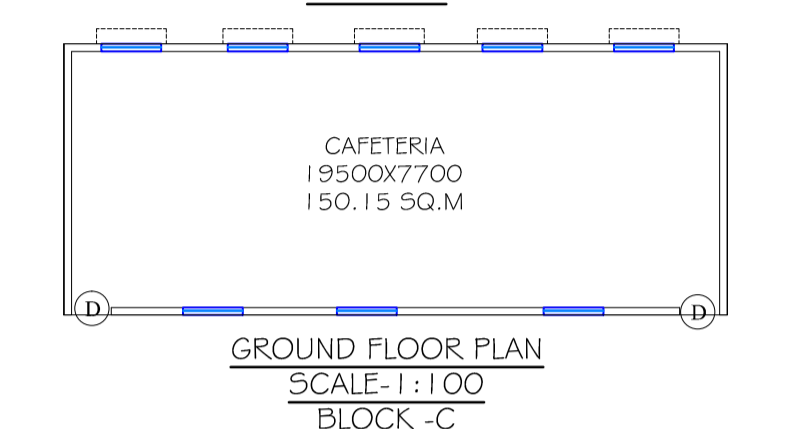 CAFETERIA
19500X7700
150.15 SQ.M
D
D
GROUND FLOOR PLAN
SCALE-1:100
BLOCK -C